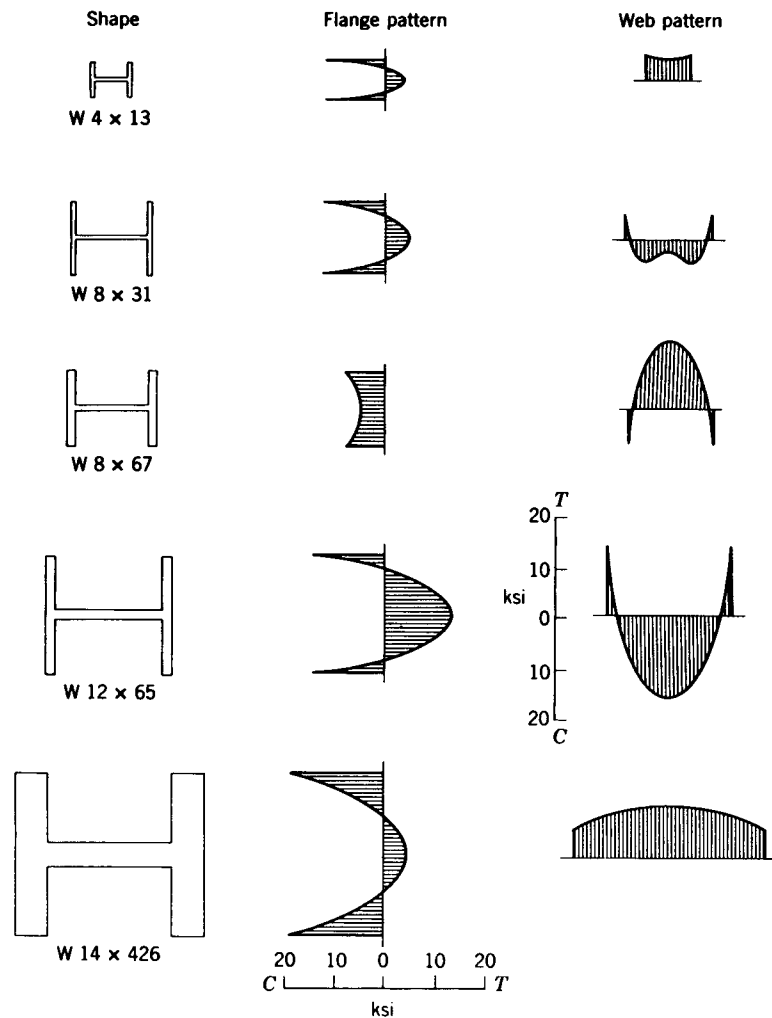 Shape Flange pattern Web pattern
W 4 × 13
W 8 × 31
W 8 × 67
T
20
10
ksi
0
10
20
C
W 12 × 65
W 14 × 426
20 10 0 10 20
C T
ksi